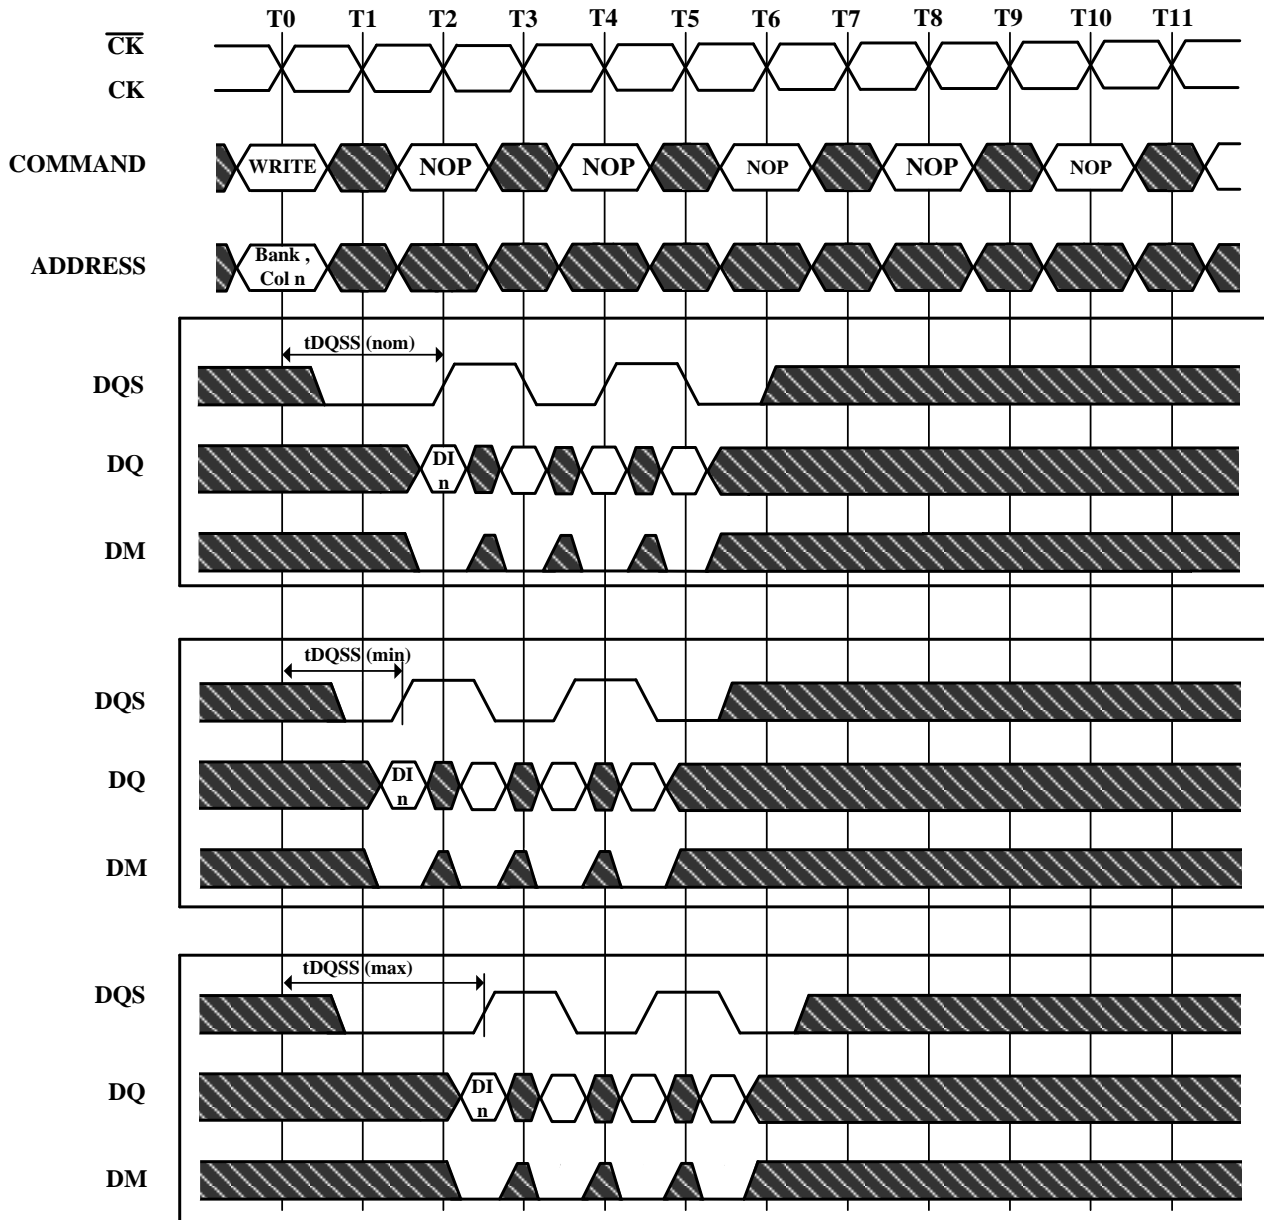 T0 T1 T2 T3 T4 T5 T6 T7 T8 T9 T10 T11
CK
CK
COMMAND WRITE NOP NOP NOP NOP NOP
ADDRESS Bank ,
Col n
tDQSS (nom)
DQS
DQ DI
n
DM
tDQSS (min)
DQS
DQ DI
n
DM
tDQSS (max)
DQS
DQ DI
n
DM